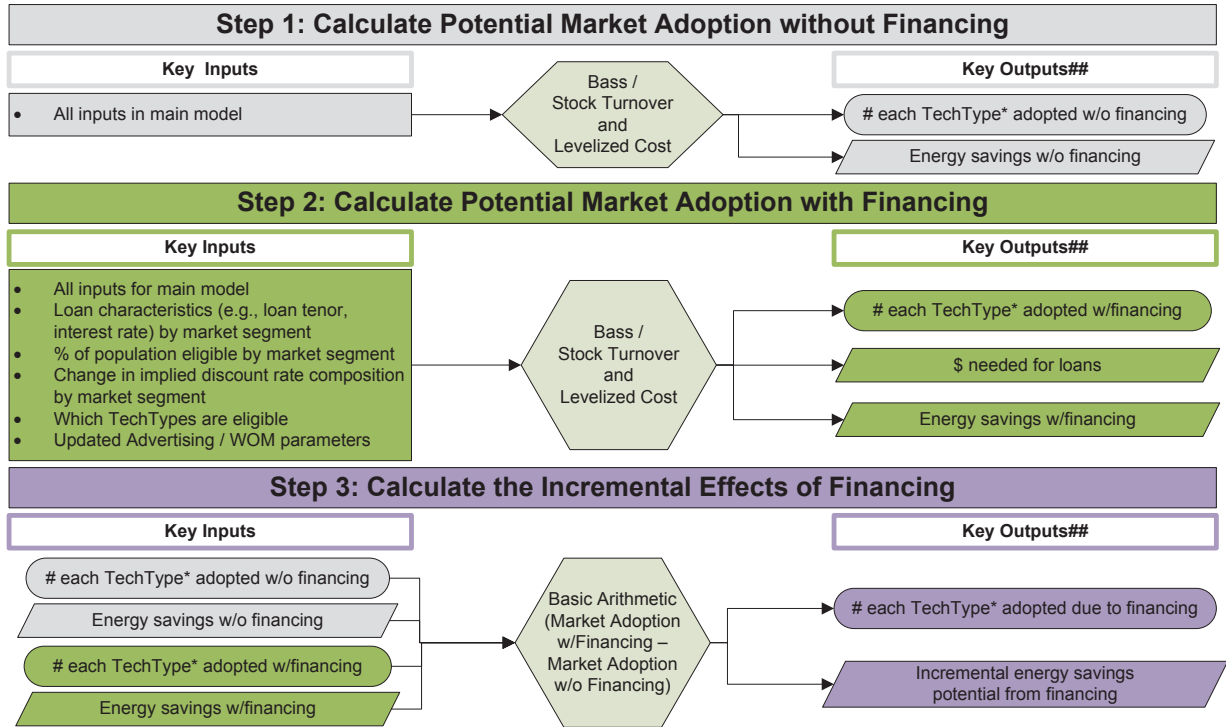 Step 1: Calculate Potential Market Adoption without Financing
Key Inputs
• All inputs in main model
Bass /
Stock Turnover
and
Levelized Cost
Key Outputs##
# each TechType* adopted w/o financing
Energy savings w/o financing
Step 2: Calculate Potential Market Adoption with Financing
Key Inputs
• All inputs for main model
• Loan characteristics (e.g., loan tenor,
interest rate) by market segment
• % of population eligible by market segment
• Change in implied discount rate composition
by market segment
• Which TechTypes are eligible
• Updated Advertising / WOM parameters
Bass /
Stock Turnover
and
Levelized Cost
Key Outputs##
# each TechType* adopted w/financing
$ needed for loans
Energy savings w/financing
Step 3: Calculate the Incremental Effects of Financing
Key Inputs
# each TechType* adopted w/o financing
Energy savings w/o financing
# each TechType* adopted w/financing
Energy savings w/financing
Basic Arithmetic
(Market Adoption
w/Financing –
Market Adoption
w/o Financing)
Key Outputs##
# each TechType* adopted due to financing
Incremental energy savings
potential from financing